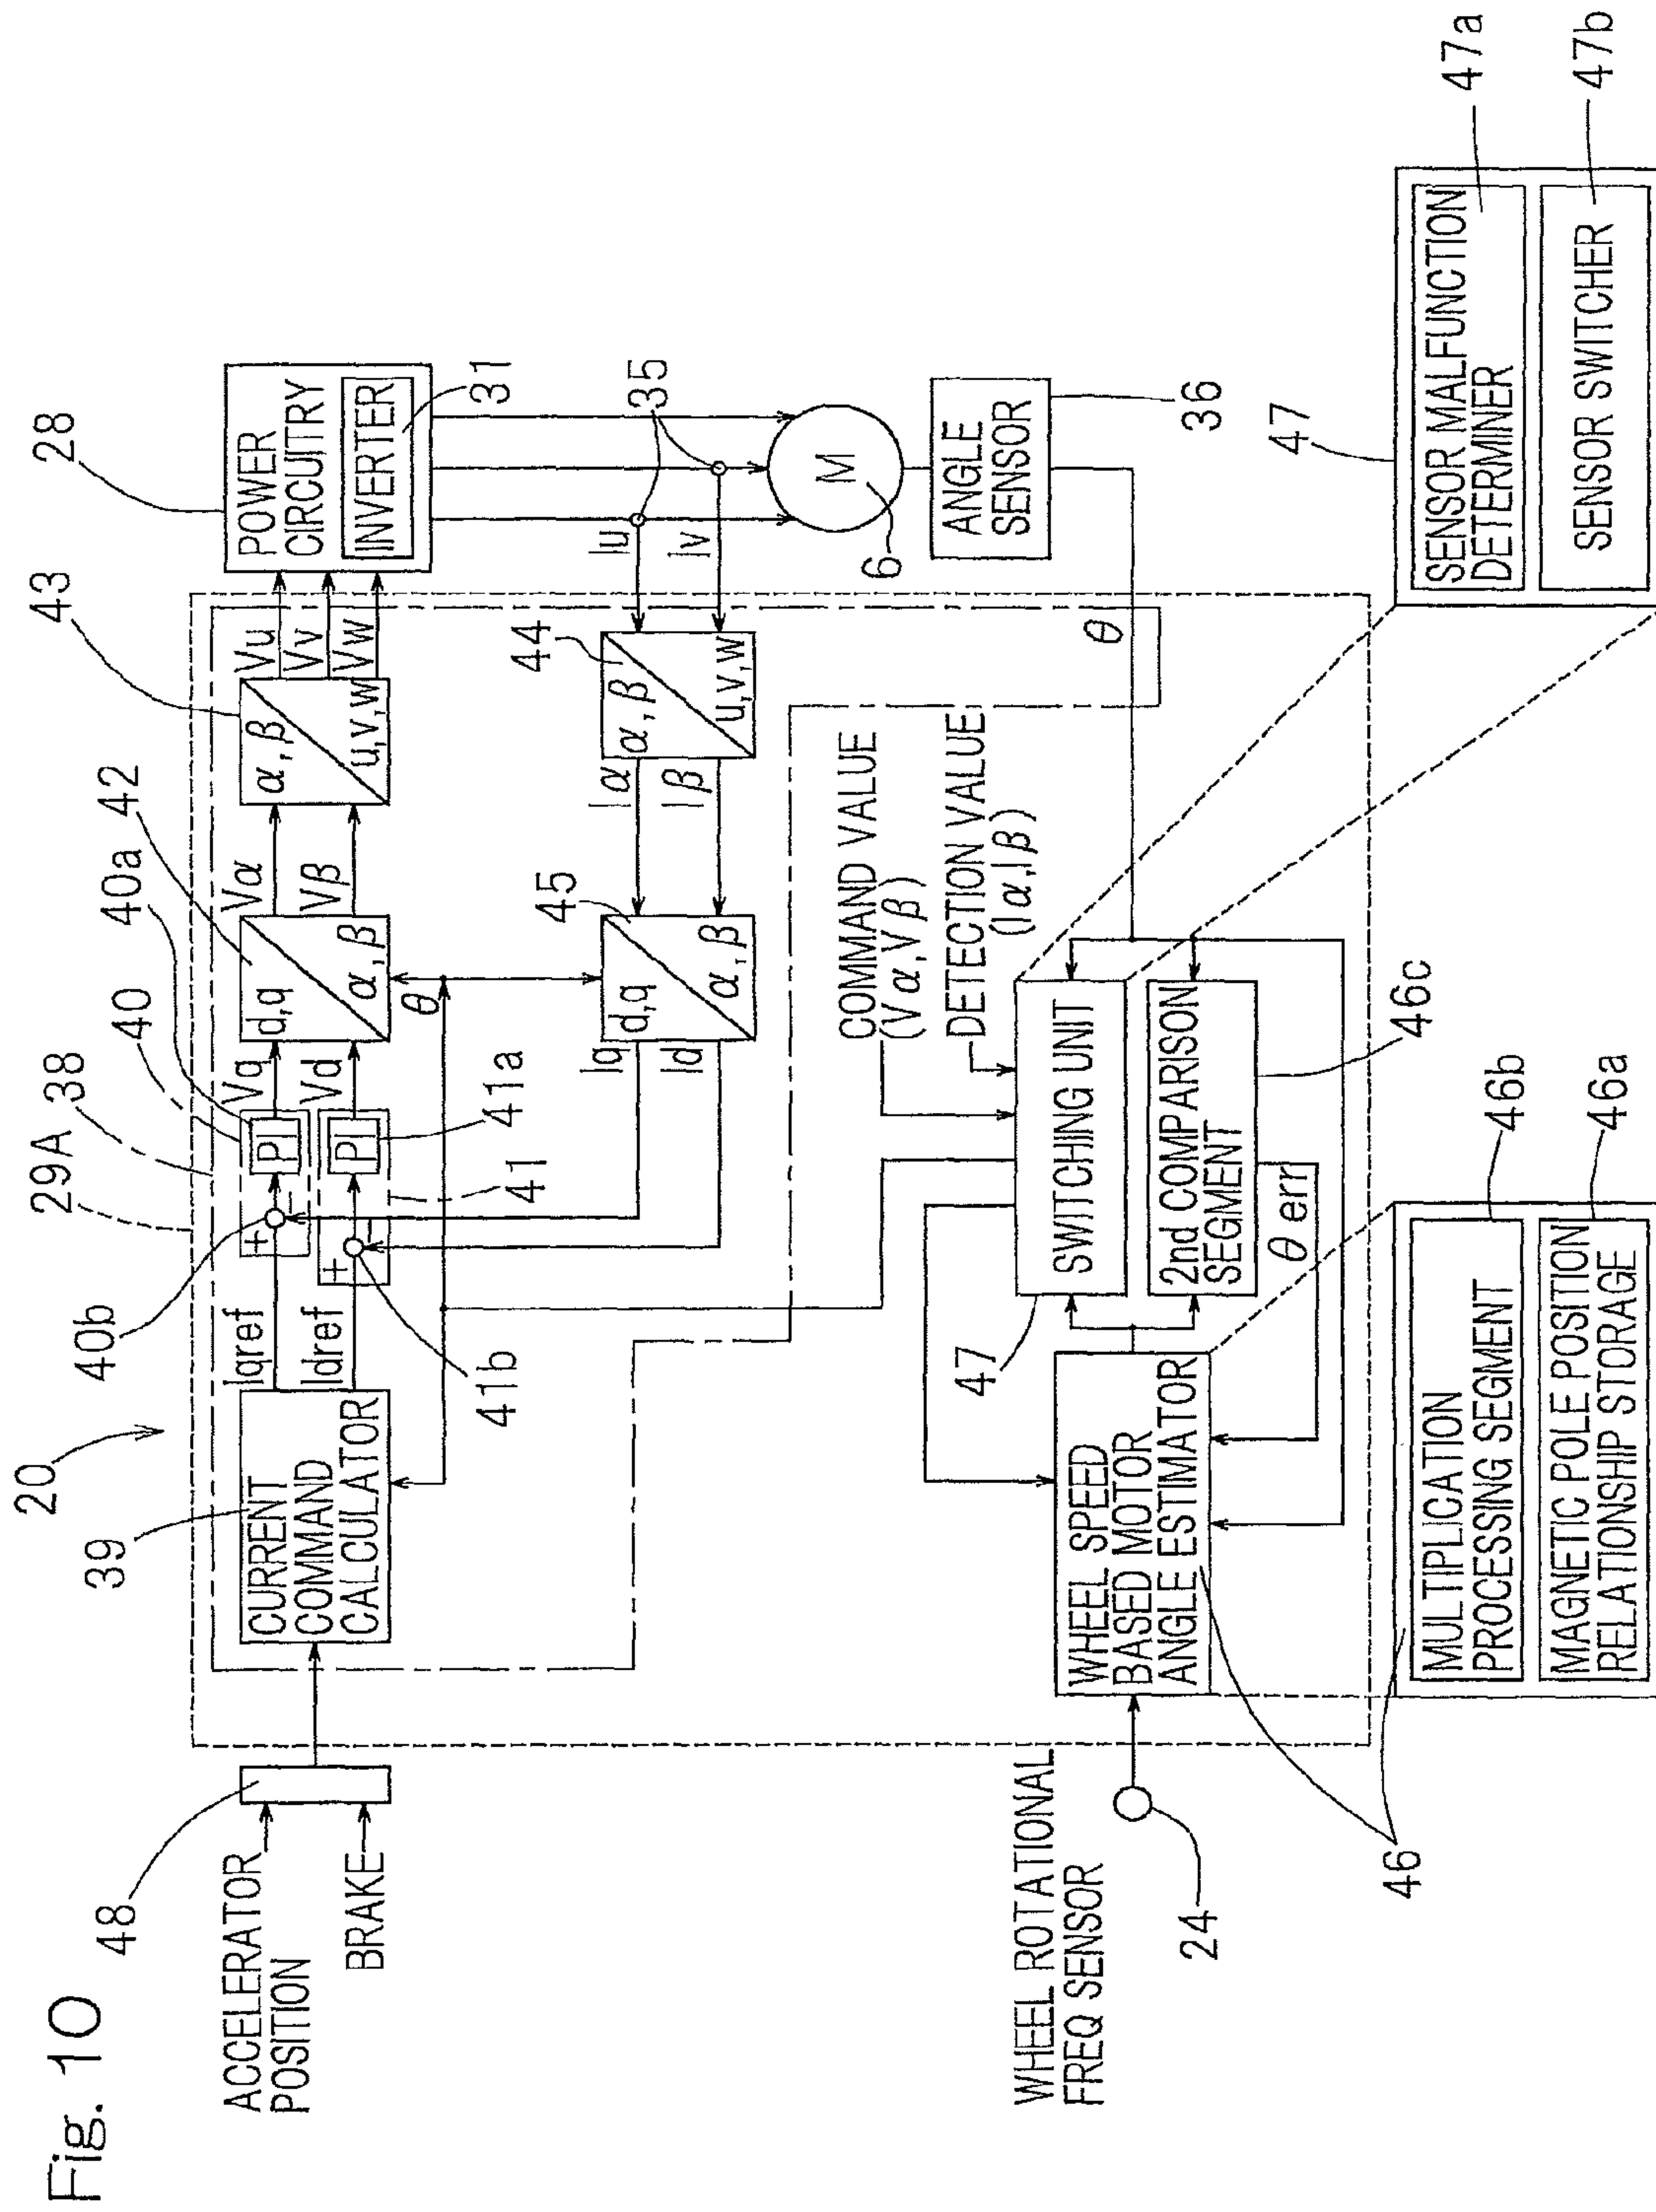 Fig. 10
20
29A
38
40
40a
42
43
28
48
39
40b
ACCELERATOR
POSITION
BRAKE
CURRENT
COMMAND
CALCULATOR
Iqref
Idref
+
−
+
−
PI
PI
Vq
Vd
41b
41
41a
d,q
α,β
Vα
Vβ
α,β
u,v,w
Vu
Vv
Vw
POWER
CIRCUITRY
INVERTER
31
θ
45
44
35
Iq
Id
d,q
α,β
Iα
Iβ
α,β
u,v,w
Iu
Iv
M
6
ANGLE
SENSOR
36
θ
COMMAND VALUE
(Vα,Vβ)
DETECTION VALUE
(Iα,Iβ)
WHEEL ROTATIONAL
FREQ SENSOR
24
WHEEL SPEED
BASED MOTOR
ANGLE ESTIMATOR
47
SWITCHING UNIT
2nd COMPARISON
SEGMENT
46c
θ err
46
MULTIPLICATION
PROCESSING SEGMENT
46b
MAGNETIC POLE POSITION
RELATIONSHIP STORAGE
46a
47
SENSOR MALFUNCTION
DETERMINER
47a
SENSOR SWITCHER
47b